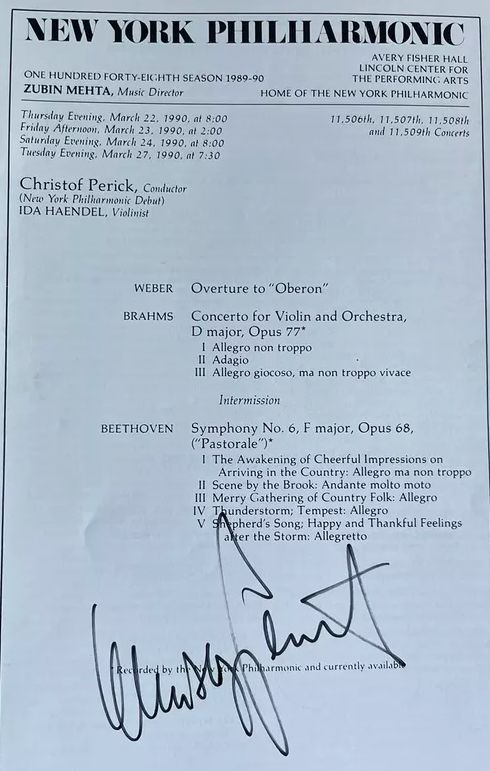 NEW YORK PHILHARMONIC
AVERY FISHER HALL
LINCOLN CENTER FOR
ONE HUNDRED FORTY-EIGHTH SEASON 1989-90 THE PERFORMING ARTS
ZUBIN MEHTA, Music Director HOME OF THE NEW YORK PHILHARMONIC
Thursday Evening, March 22, 1990, at 8:00 11,506th, 11,507th, 11,508th
Friday Afternoon, March 23, 1990, at 2:00 and 11,509th Concerts
Saturday Evening, March 24, 1990, at 8:00
Tuesday Evening, March 27, 1990, at 7:30
Christof Perick, Conductor
(New York Philharmonic Debut)
IDA HAENDEL, Violinist
WEBER Overture to "Oberon"
BRAHMS Concerto for Violin and Orchestra,
D major, Opus 77*
I Allegro non troppo
II Adagio
III Allegro giocoso, ma non troppo vivace
Intermission
BEETHOVEN Symphony No. 6, F major, Opus 68,
("Pastorale")*
I The Awakening of Cheerful Impressions on
Arriving in the Country: Allegro ma non troppo
II Scene by the Brook: Andante molto moto
III Merry Gathering of Country Folk: Allegro
IV Thunderstorm; Tempest: Allegro
V Shepherd's Song; Happy and Thankful Feelings
after the Storm: Allegretto
*Recorded by the New York Philharmonic and currently available